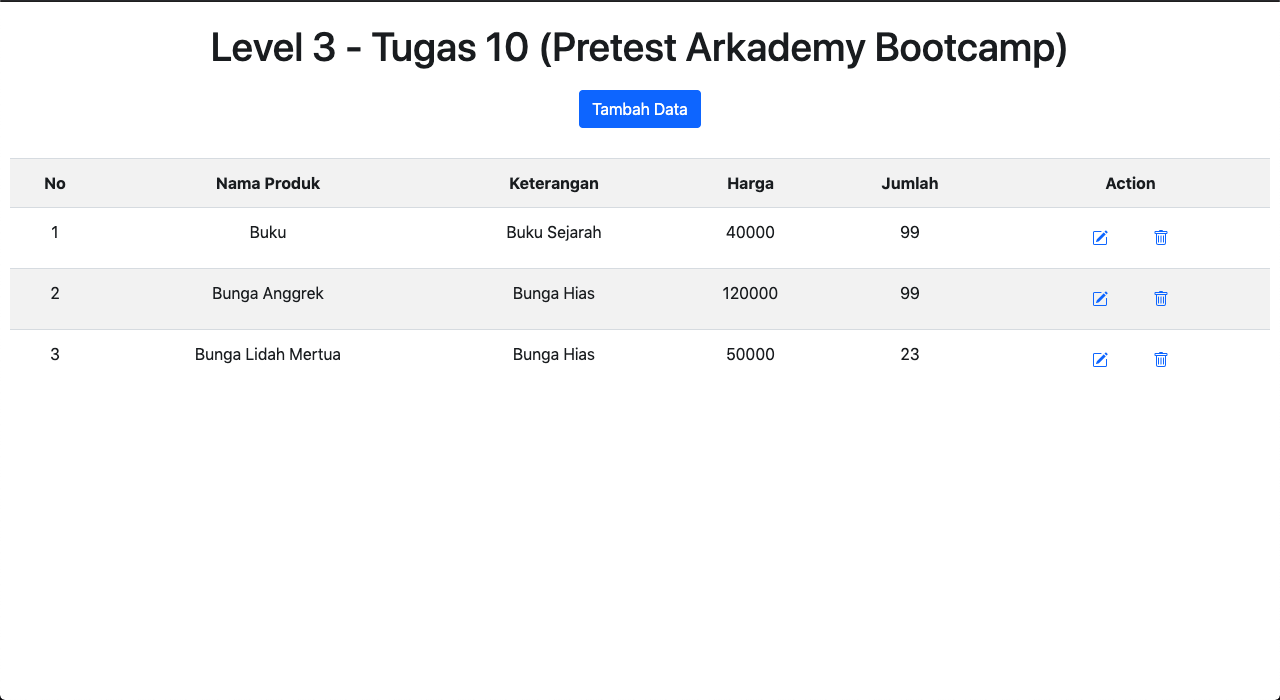 Level 3 - Tugas 10 (Pretest Arkademy Bootcamp)
Tambah Data
No Nama Produk Keterangan Harga Jumlah Action
1 Buku Buku Sejarah 40000 99
2 Bunga Anggrek Bunga Hias 120000 99
3 Bunga Lidah Mertua Bunga Hias 50000 23